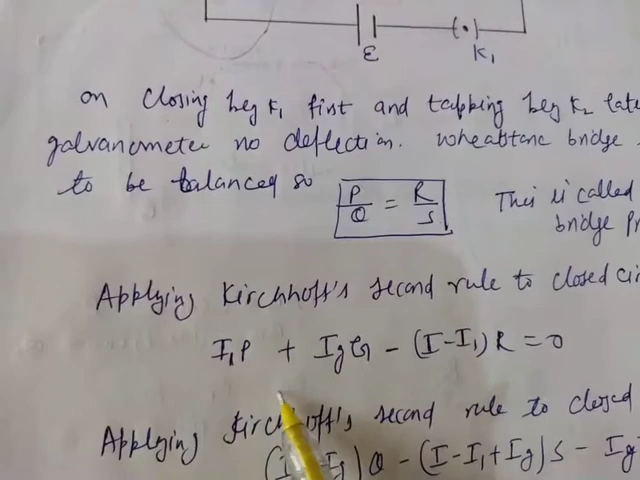 ε K₁
on closing key K₁ first and tapping key K₂ late
galvanometer no deflection. wheatstone bridge
to be balanced so P/Q = R/S This is called
bridge Pr
Applying Kirchhoff's second rule to closed cir
I₁P + IgG - (I-I₁)R = 0
Applying Kirchhoff's second rule to closed
(I Ig)Q - (I-I₁+Ig)S - Ig